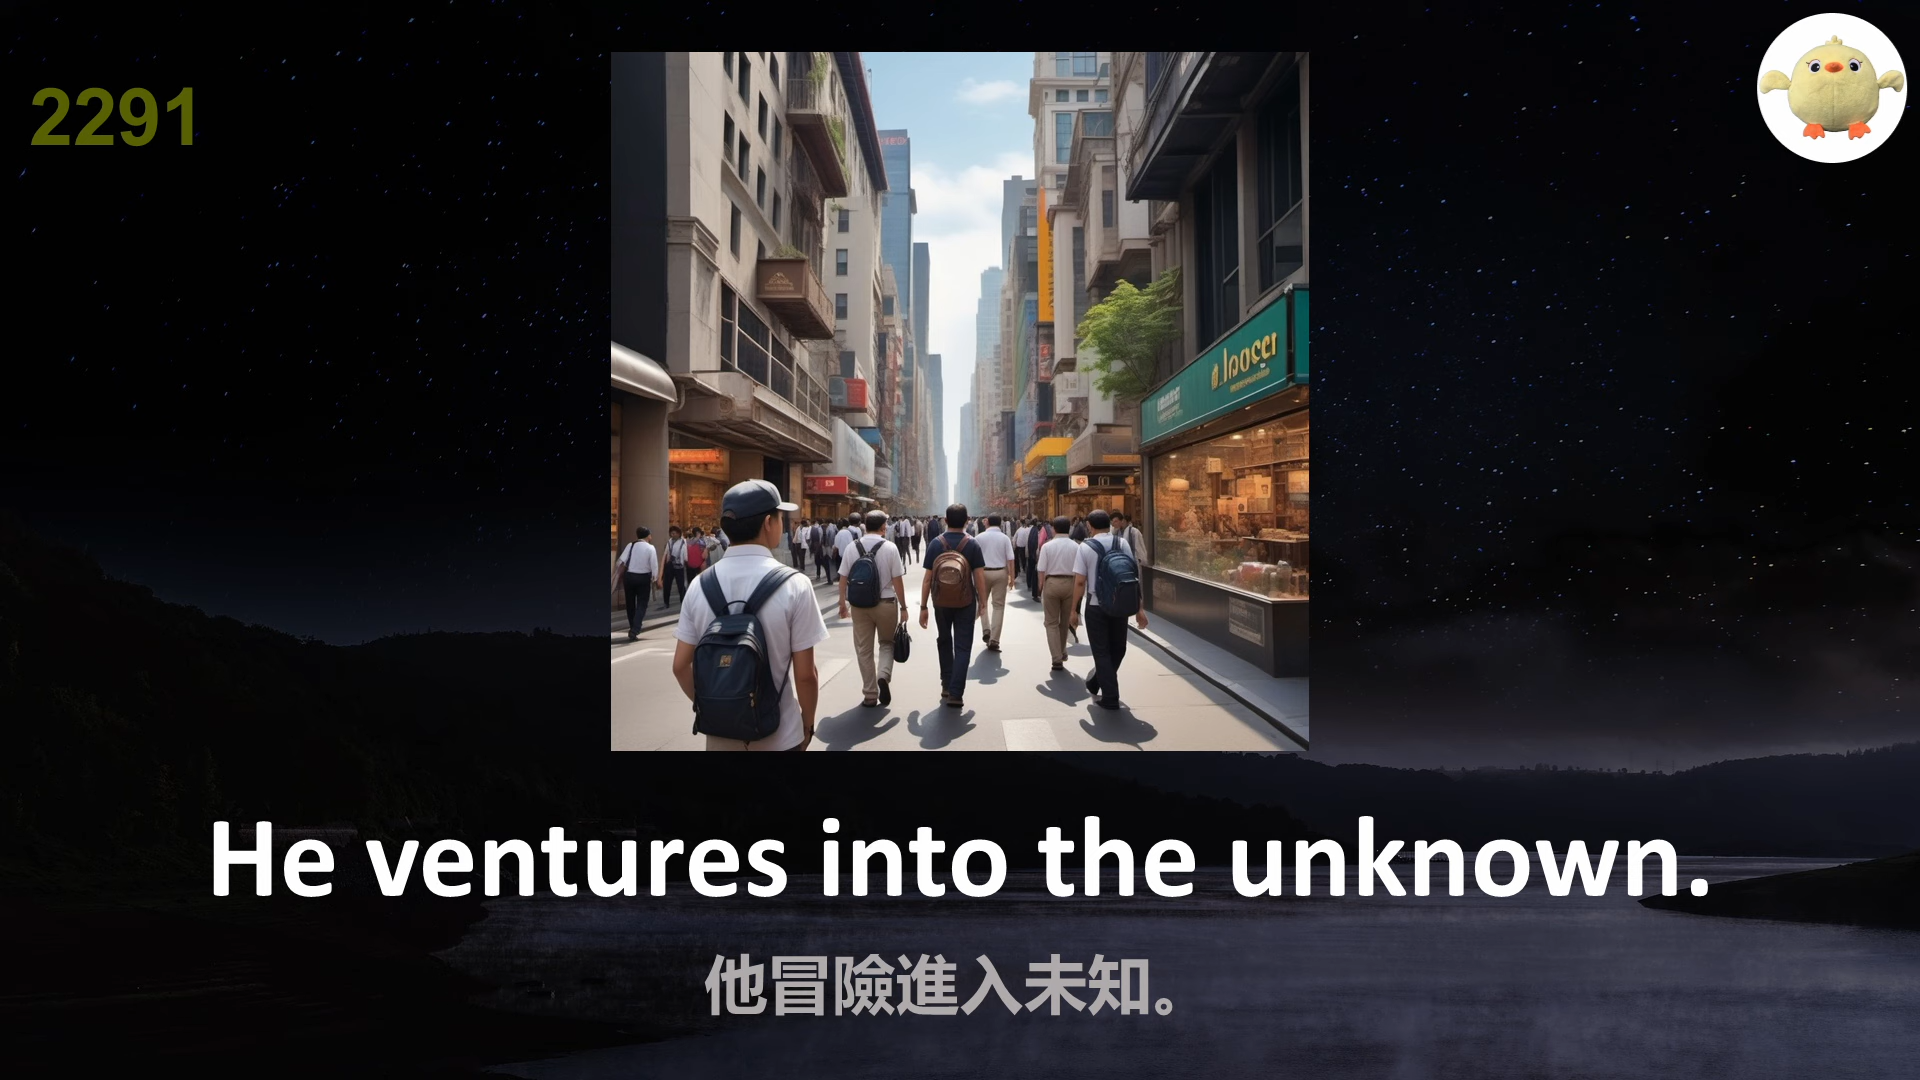 2291
He ventures into the unknown.
他冒險進入未知。